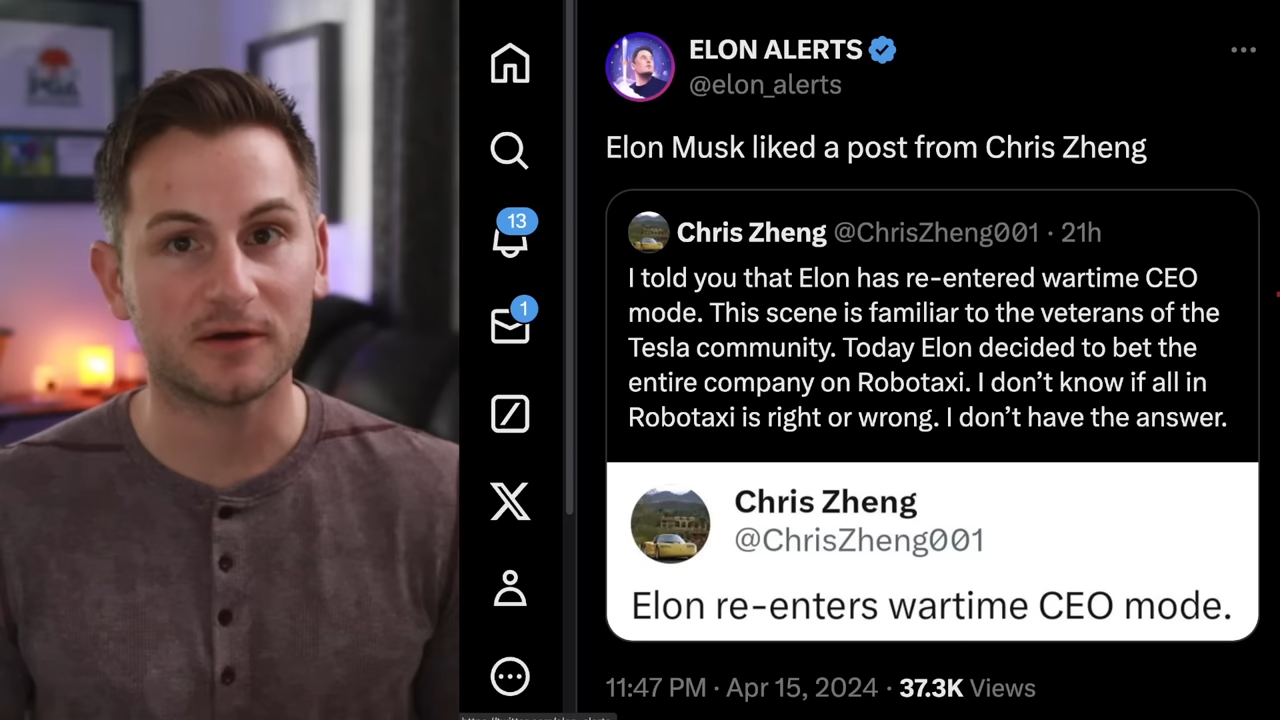 PGA
13
1
ELON ALERTS
@elon_alerts
Elon Musk liked a post from Chris Zheng
Chris Zheng @ChrisZheng001 · 21h
I told you that Elon has re-entered wartime CEO
mode. This scene is familiar to the veterans of the
Tesla community. Today Elon decided to bet the
entire company on Robotaxi. I don’t know if all in
Robotaxi is right or wrong. I don’t have the answer.
Chris Zheng
@ChrisZheng001
Elon re-enters wartime CEO mode.
11:47 PM · Apr 15, 2024 · 37.3K Views